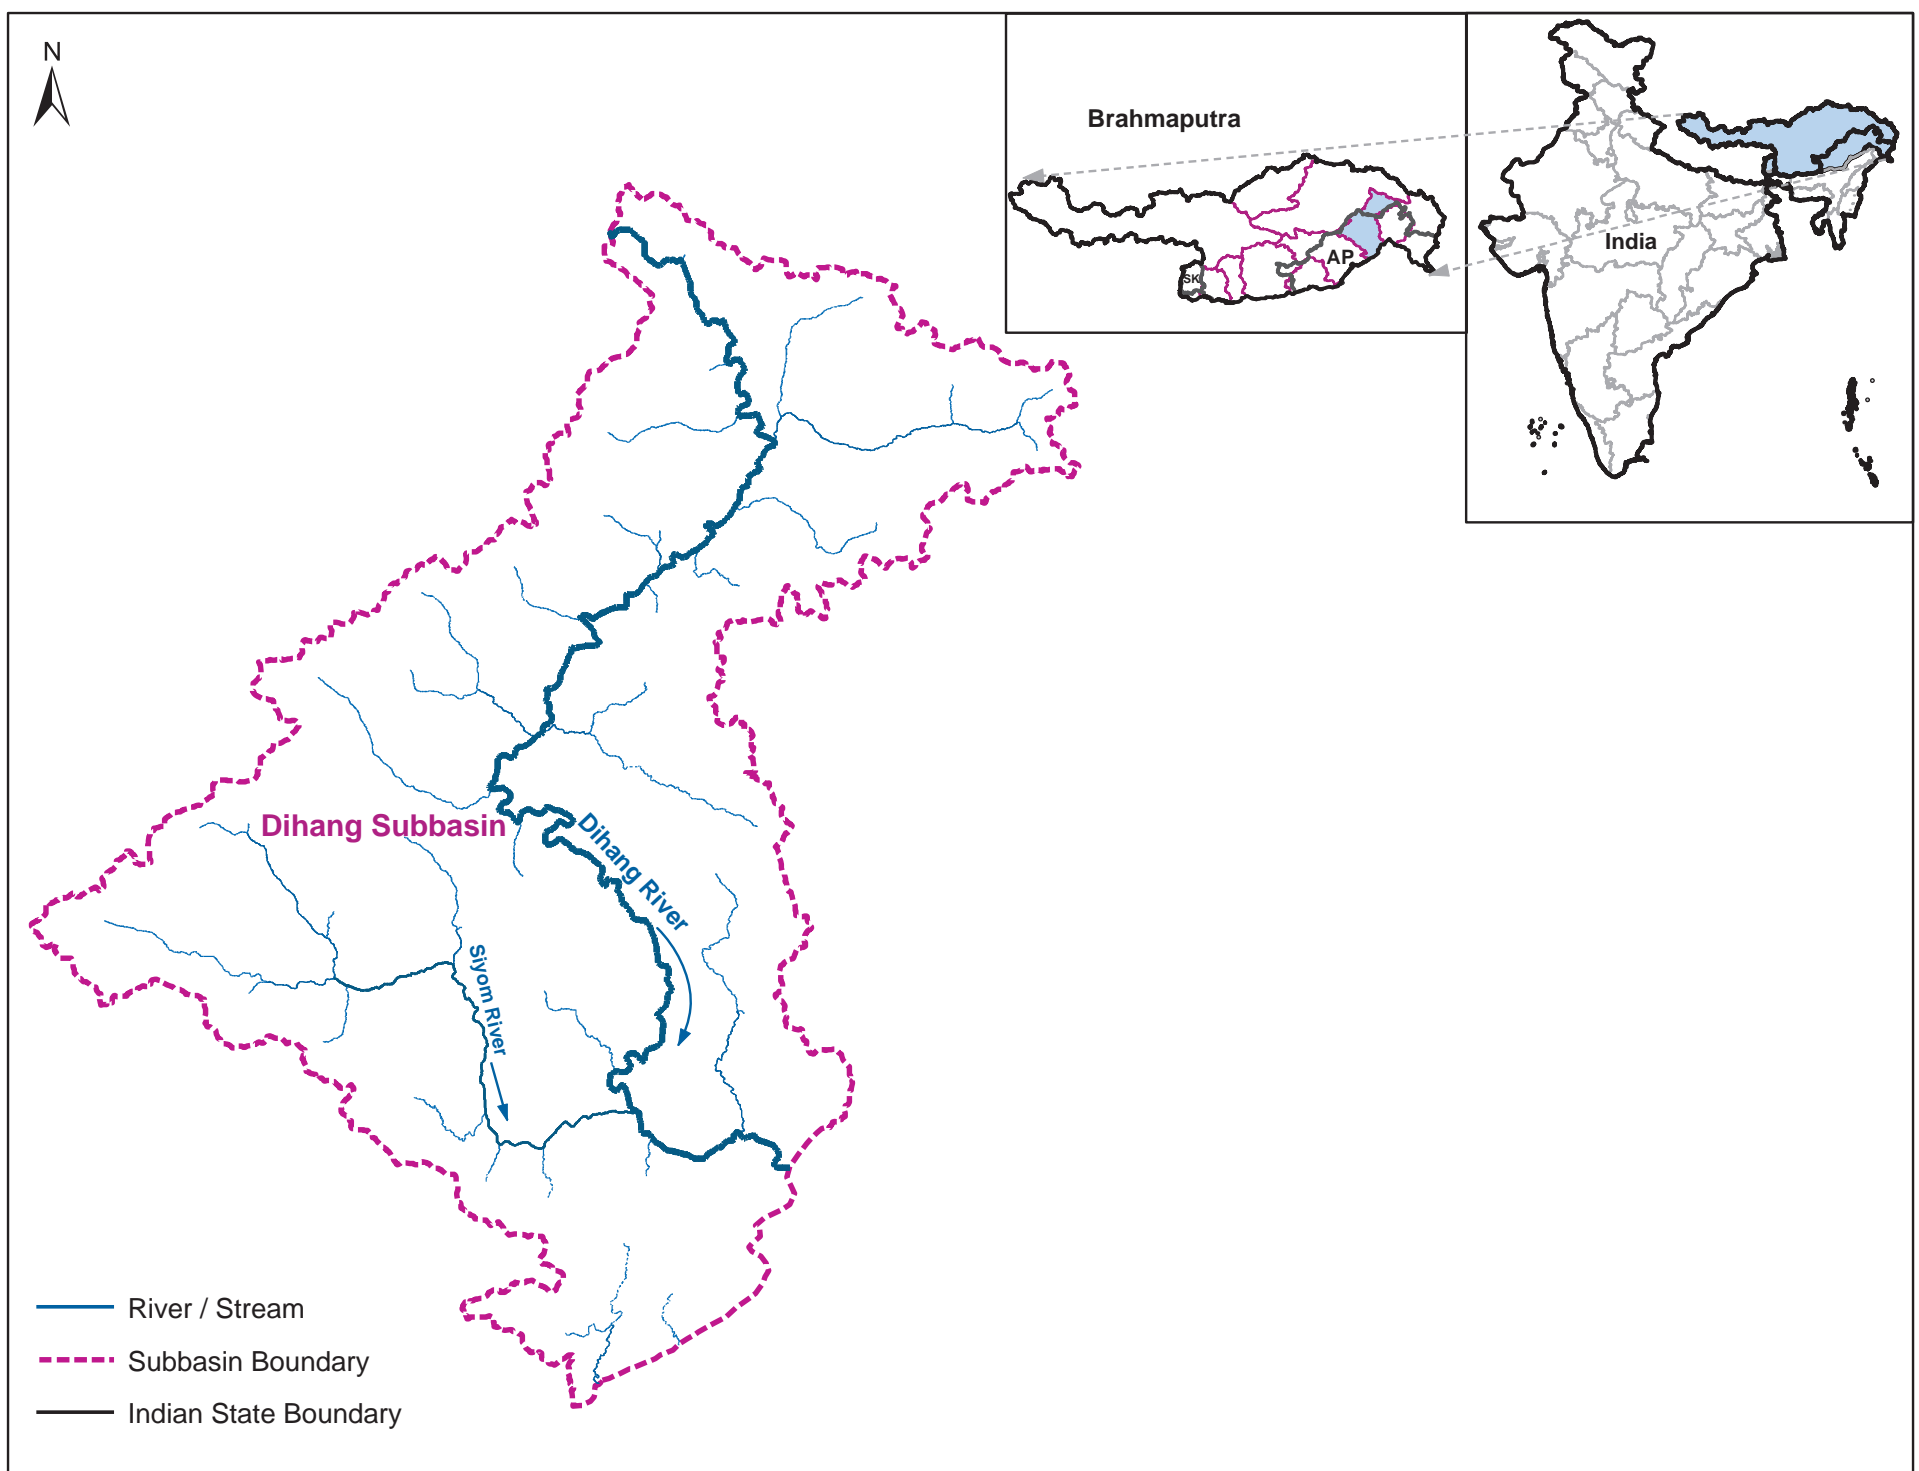 N
Brahmaputra
AP
SK
India
Dihang Subbasin
Dihang River
Siyom River
River / Stream
Subbasin Boundary
Indian State Boundary